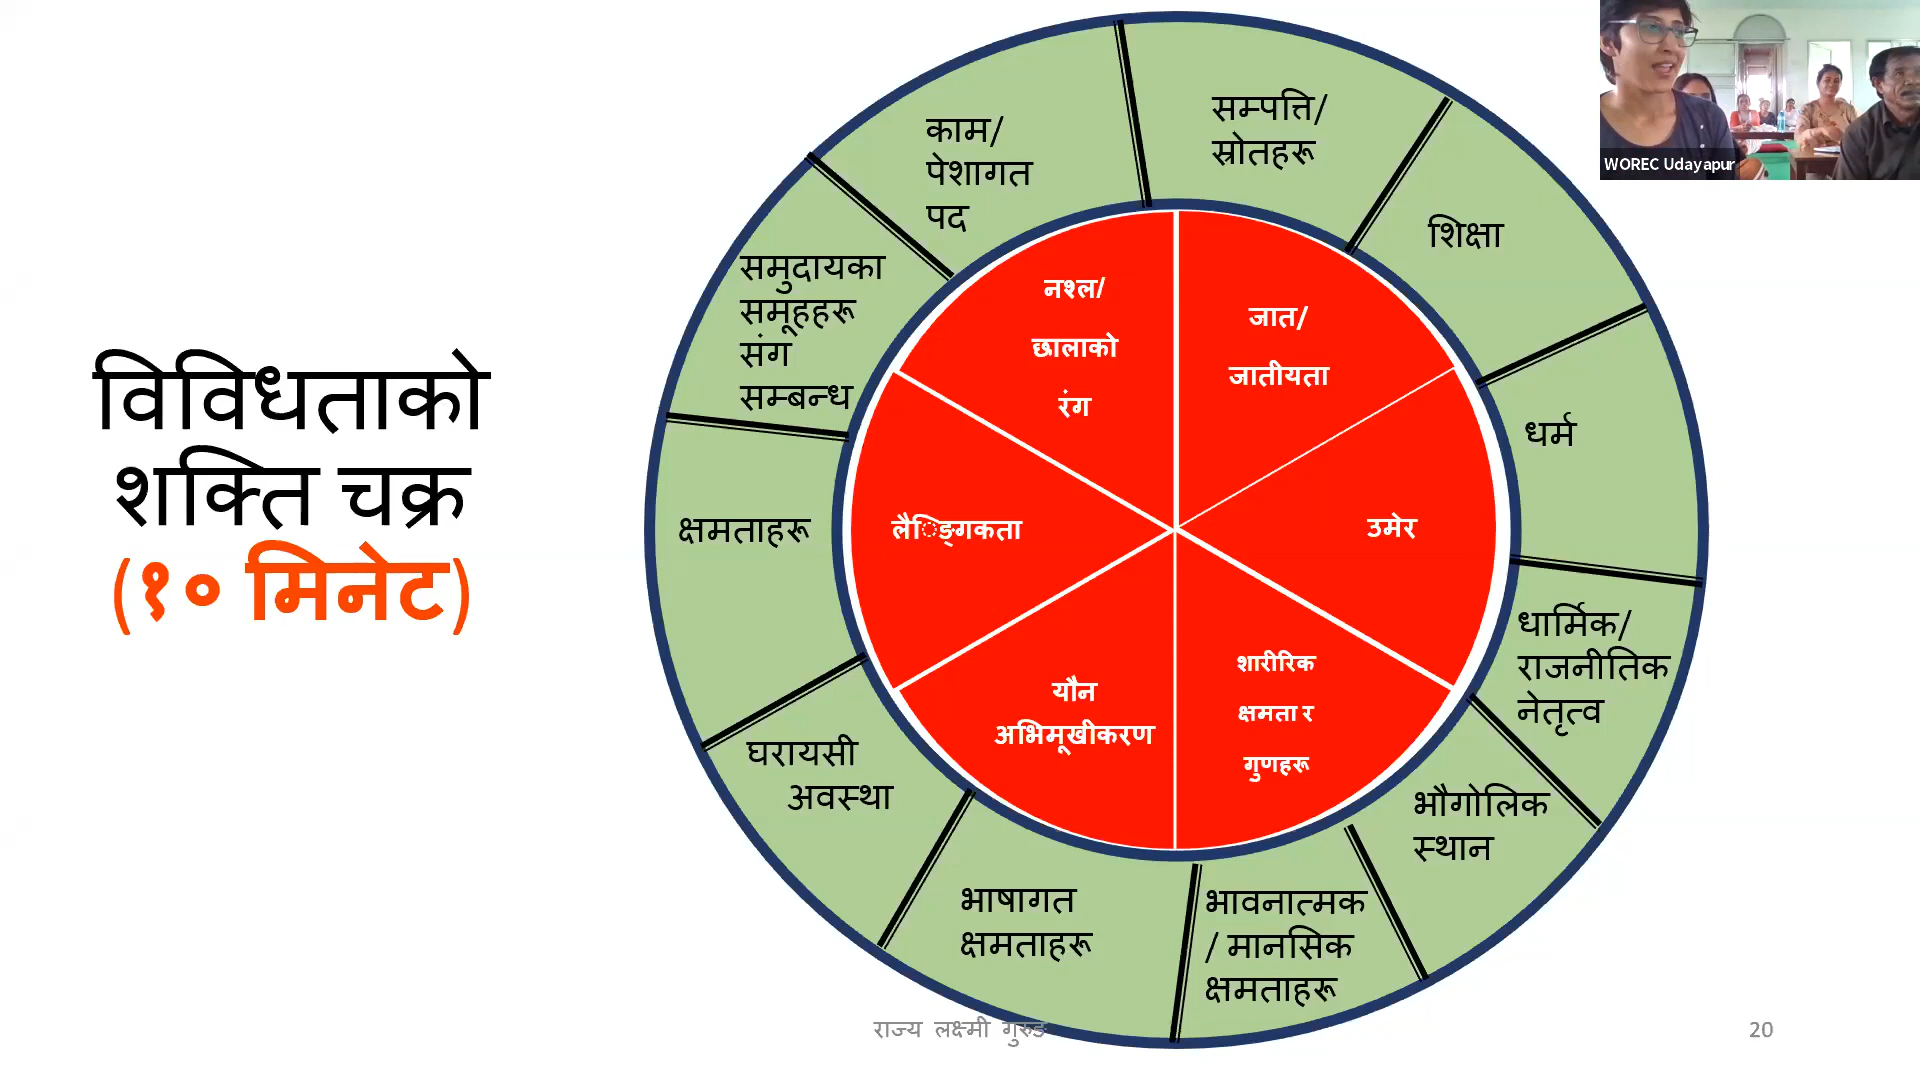 विविधताको
शक्ति चक्र
(१० मिनेट)
सम्पत्ति/
स्रोतहरू
शिक्षा
धर्म
धार्मिक/
राजनीतिक
नेतृत्व
भौगोलिक
स्थान
भावनात्मक
/ मानसिक
क्षमताहरू
भाषागत
क्षमताहरू
घरायसी
अवस्था
क्षमताहरू
समुदायका
समूहहरू
संग
सम्बन्ध
काम/
पेशागत
पद
नश्ल/
छालाको
रंग
जात/
जातीयता
उमेर
शारीरिक
क्षमता र
गुणहरू
यौन
अभिमूखीकरण
लैिङ्गकता
WOREC Udayapur
राज्य लक्ष्मी गुरुङ
20